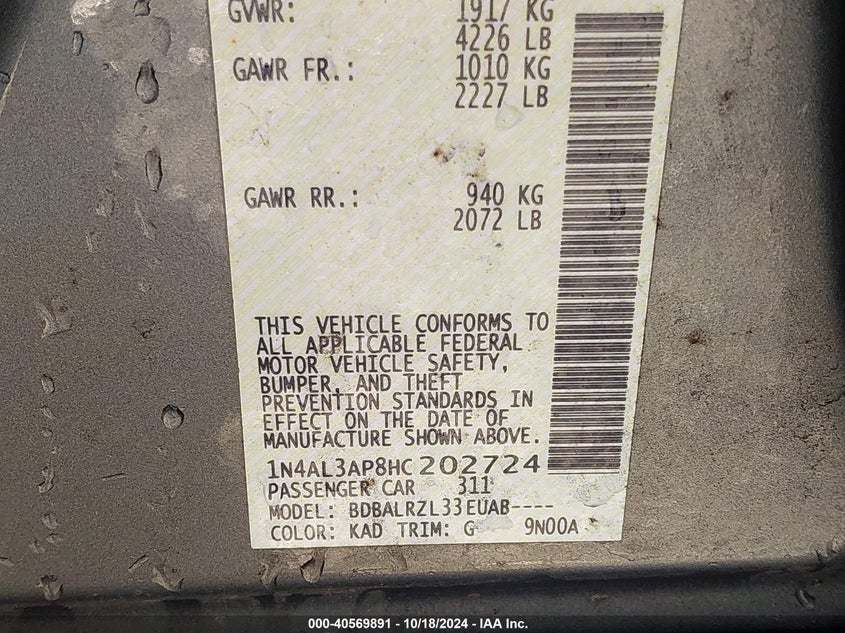 GVWR: 1917 KG
4226 LB
GAWR FR.: 1010 KG
2227 LB
GAWR RR.: 940 KG
2072 LB
THIS VEHICLE CONFORMS TO
ALL APPLICABLE FEDERAL
MOTOR VEHICLE SAFETY,
BUMPER, AND THEFT
PREVENTION STANDARDS IN
EFFECT ON THE DATE OF
MANUFACTURE SHOWN ABOVE.
1N4AL3AP8HC202724
PASSENGER CAR 311
MODEL: BDBALRZL33EUAB----
COLOR: KAD TRIM: G 9N00A
000-40569891 - 10/18/2024 - IAA Inc.